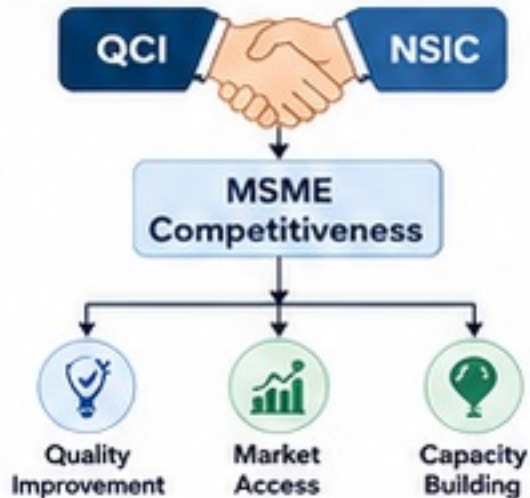 QCI
NSIC
MSME
Competitiveness
Quality
Improvement
Market
Access
Capacity
Building